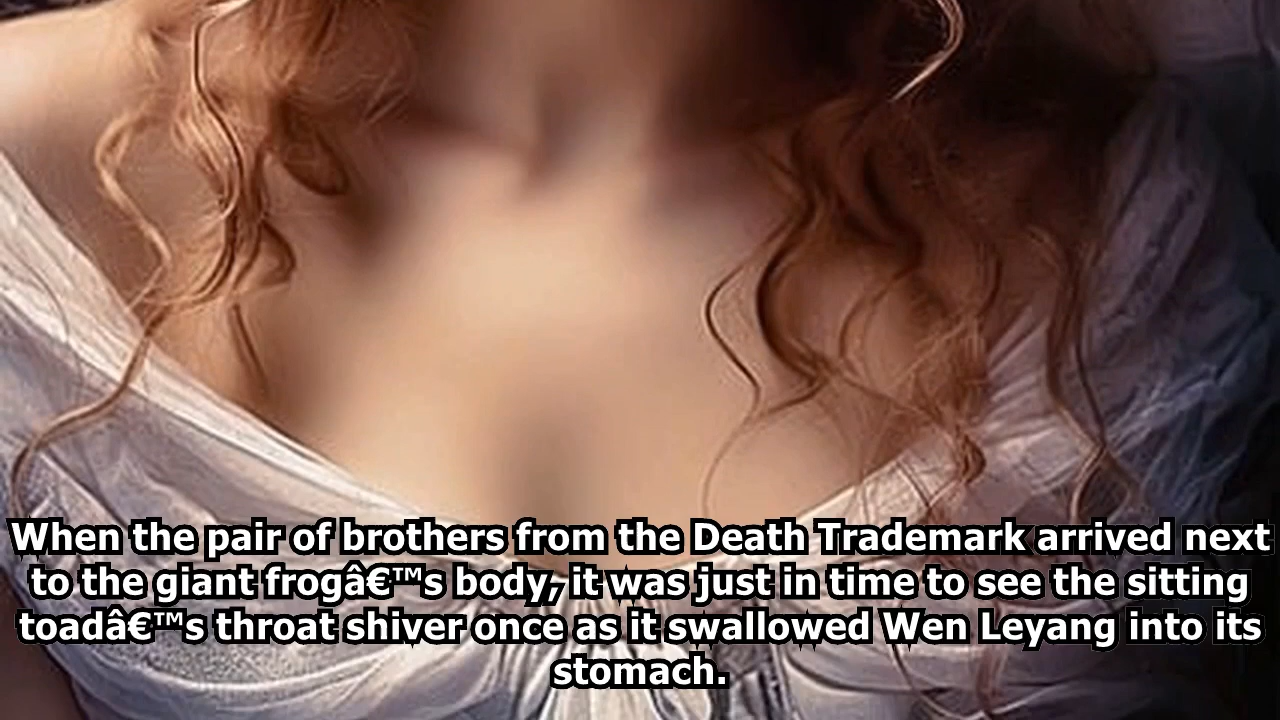 When the pair of brothers from the Death Trademark arrived next
to the giant frogâ€™s body, it was just in time to see the sitting
toadâ€™s throat shiver once as it swallowed Wen Leyang into its
stomach.